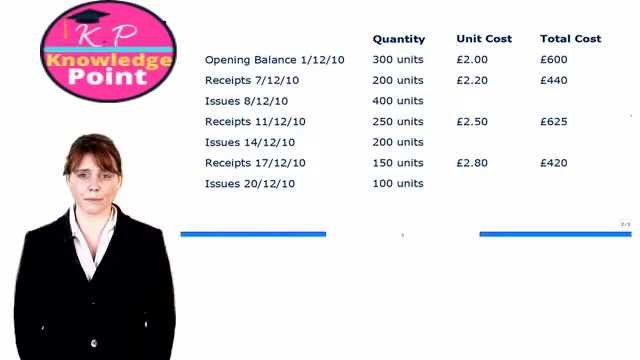 K.P
Knowledge
Point
Quantity Unit Cost Total Cost
Opening Balance 1/12/10 300 units £2.00 £600
Receipts 7/12/10 200 units £2.20 £440
Issues 8/12/10 400 units
Receipts 11/12/10 250 units £2.50 £625
Issues 14/12/10 200 units
Receipts 17/12/10 150 units £2.80 £420
Issues 20/12/10 100 units